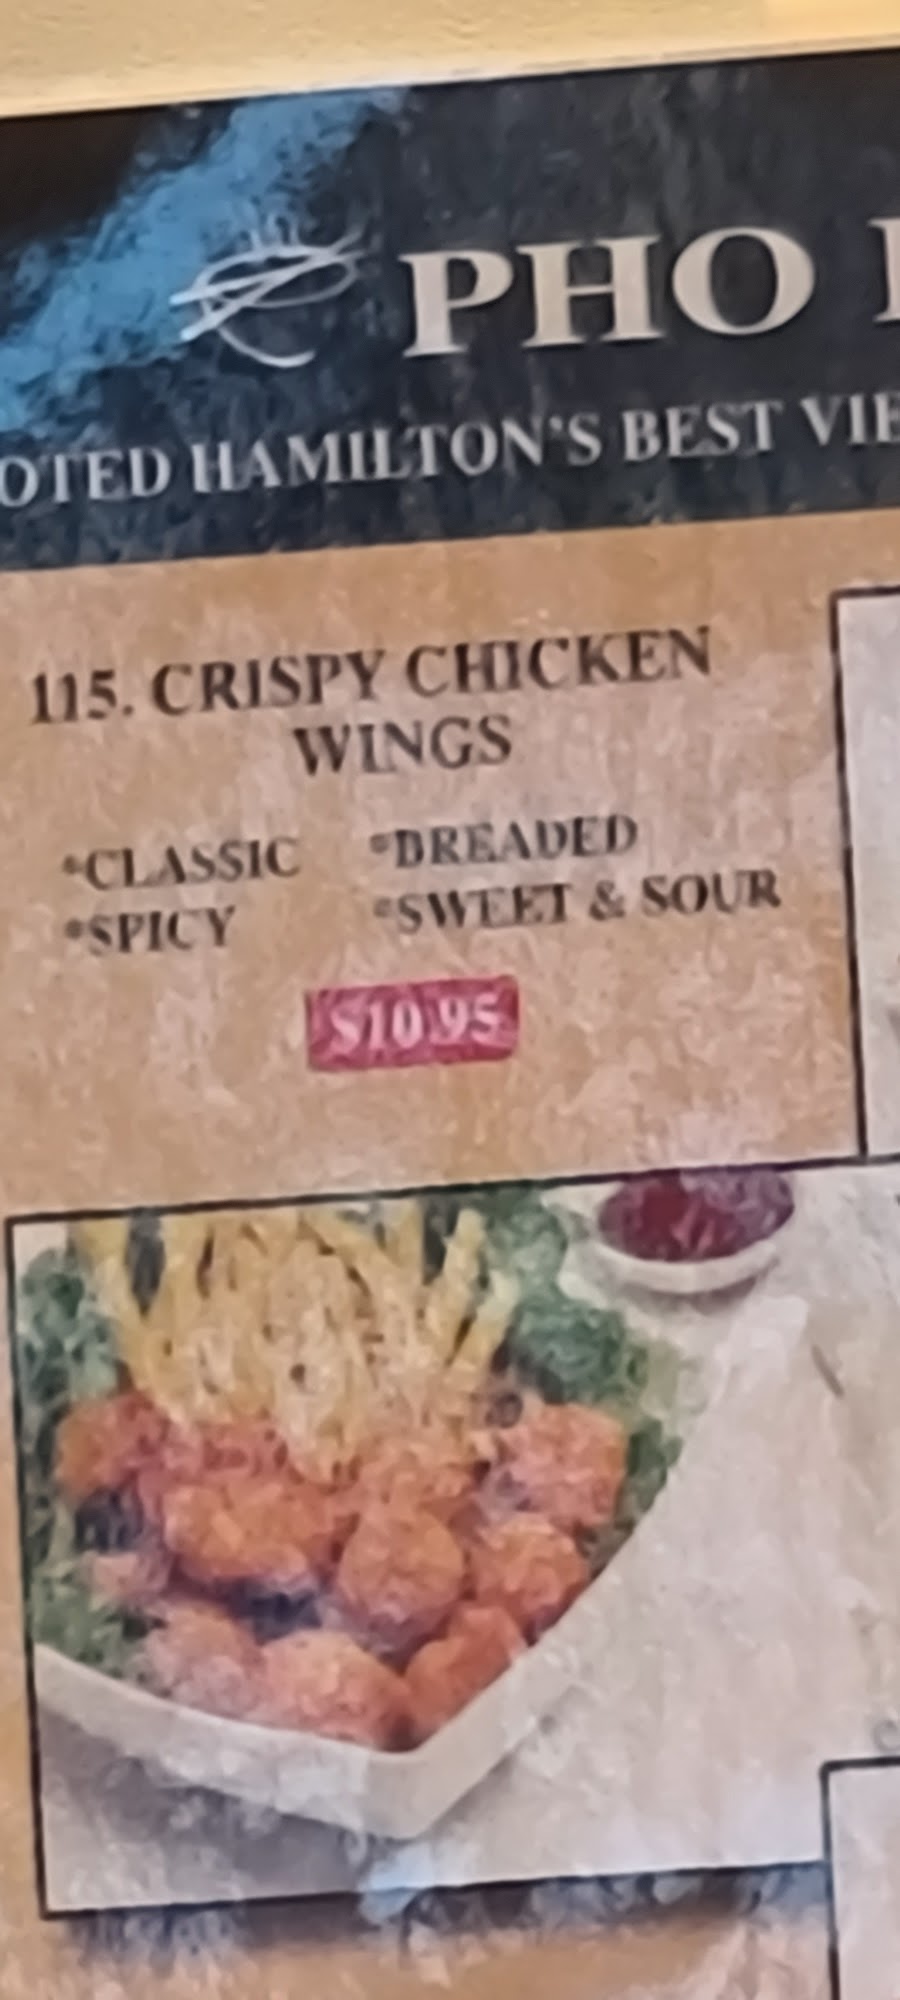 PHO
OTED HAMILTON'S BEST VIE
115. CRISPY CHICKEN
WINGS
*CLASSIC *BREADED
*SPICY *SWEET & SOUR
$10.95